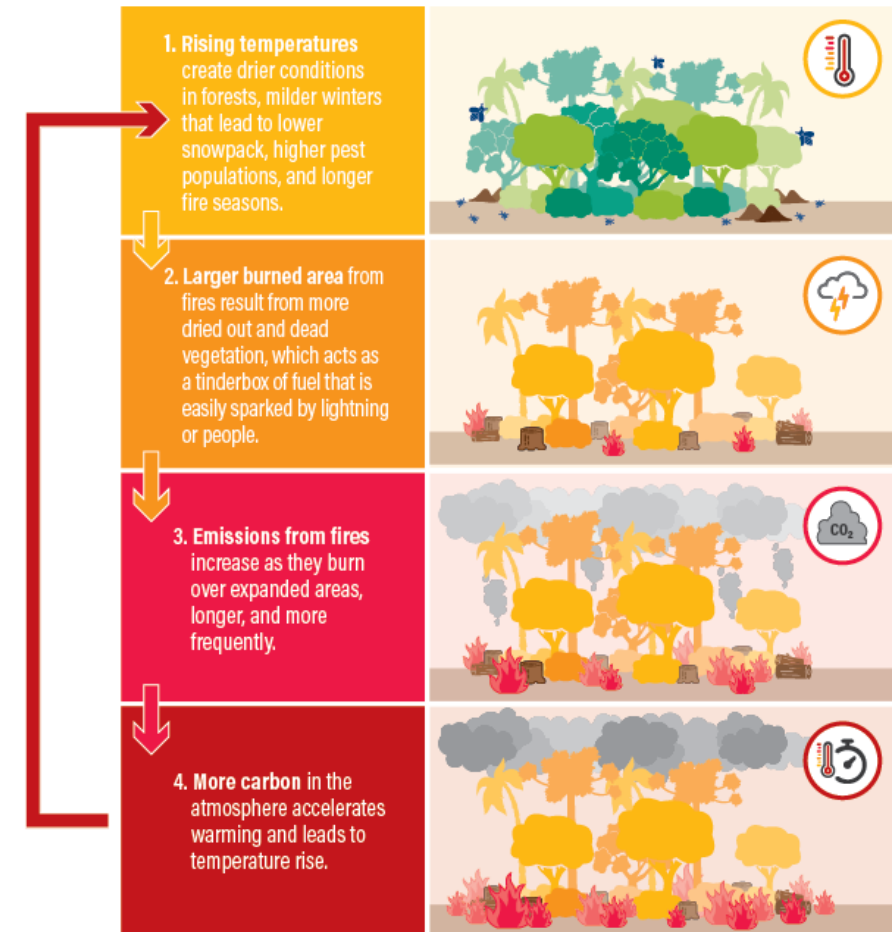 1. Rising temperatures
create drier conditions
in forests, milder winters
that lead to lower
snowpack, higher pest
populations, and longer
fire seasons.
2. Larger burned area from
fires result from more
dried out and dead
vegetation, which acts as
a tinderbox of fuel that is
easily sparked by lightning
or people.
3. Emissions from fires
increase as they burn
over expanded areas,
longer, and more
frequently.
CO₂
4. More carbon in the
atmosphere accelerates
warming and leads to
temperature rise.